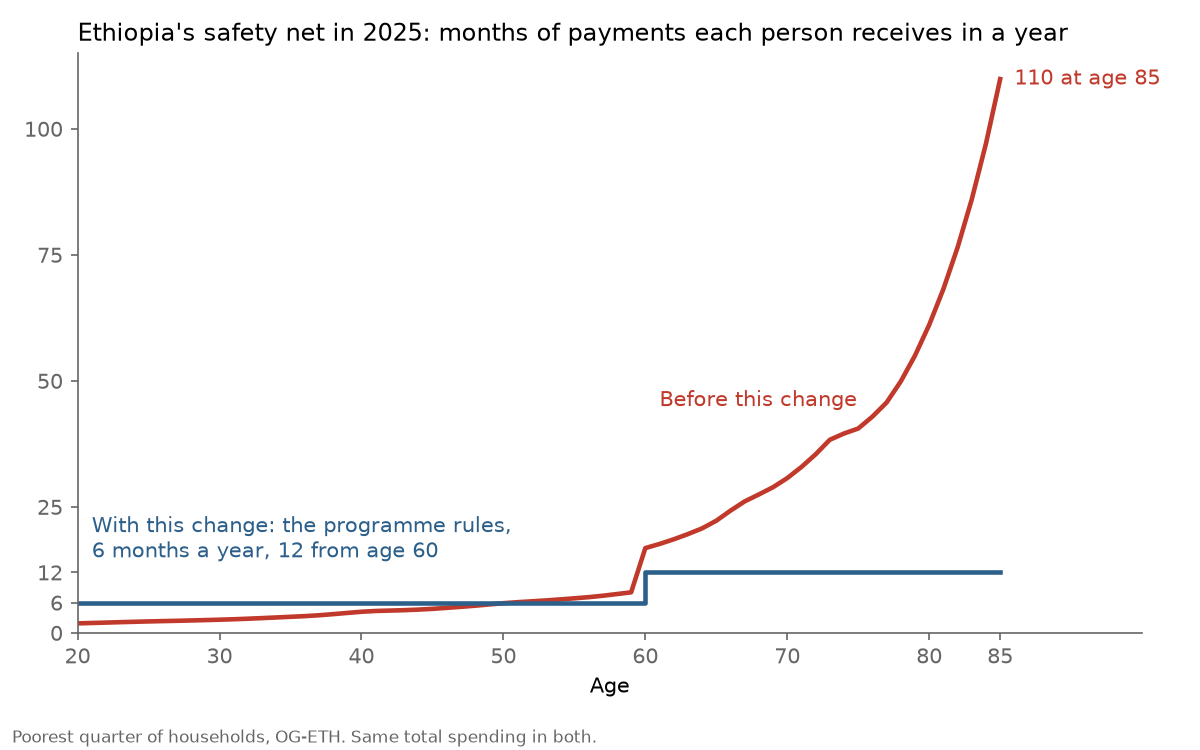 Ethiopia's safety net in 2025: months of payments each person receives in a year
110 at age 85
100
75
Before this change
50
25
With this change: the programme rules,
6 months a year, 12 from age 60
12
6
0
20 30 40 50 60 70 80 85
Age
Poorest quarter of households, OG-ETH. Same total spending in both.